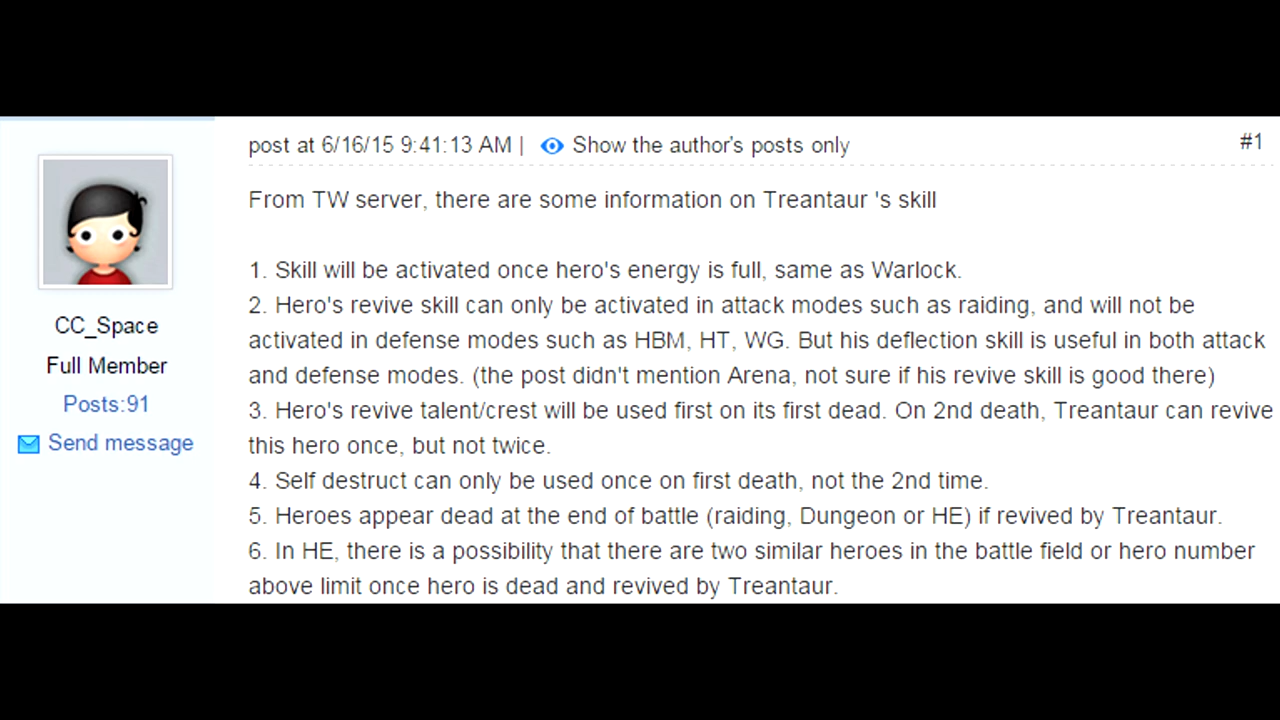 post at 6/16/15 9:41:13 AM | Show the author's posts only
#1
From TW server, there are some information on Treantaur 's skill
1. Skill will be activated once hero's energy is full, same as Warlock.
2. Hero's revive skill can only be activated in attack modes such as raiding, and will not be
activated in defense modes such as HBM, HT, WG. But his deflection skill is useful in both attack
and defense modes. (the post didn't mention Arena, not sure if his revive skill is good there)
3. Hero's revive talent/crest will be used first on its first dead. On 2nd death, Treantaur can revive
this hero once, but not twice.
4. Self destruct can only be used once on first death, not the 2nd time.
5. Heroes appear dead at the end of battle (raiding, Dungeon or HE) if revived by Treantaur.
6. In HE, there is a possibility that there are two similar heroes in the battle field or hero number
above limit once hero is dead and revived by Treantaur.
CC_Space
Full Member
Posts:91
Send message